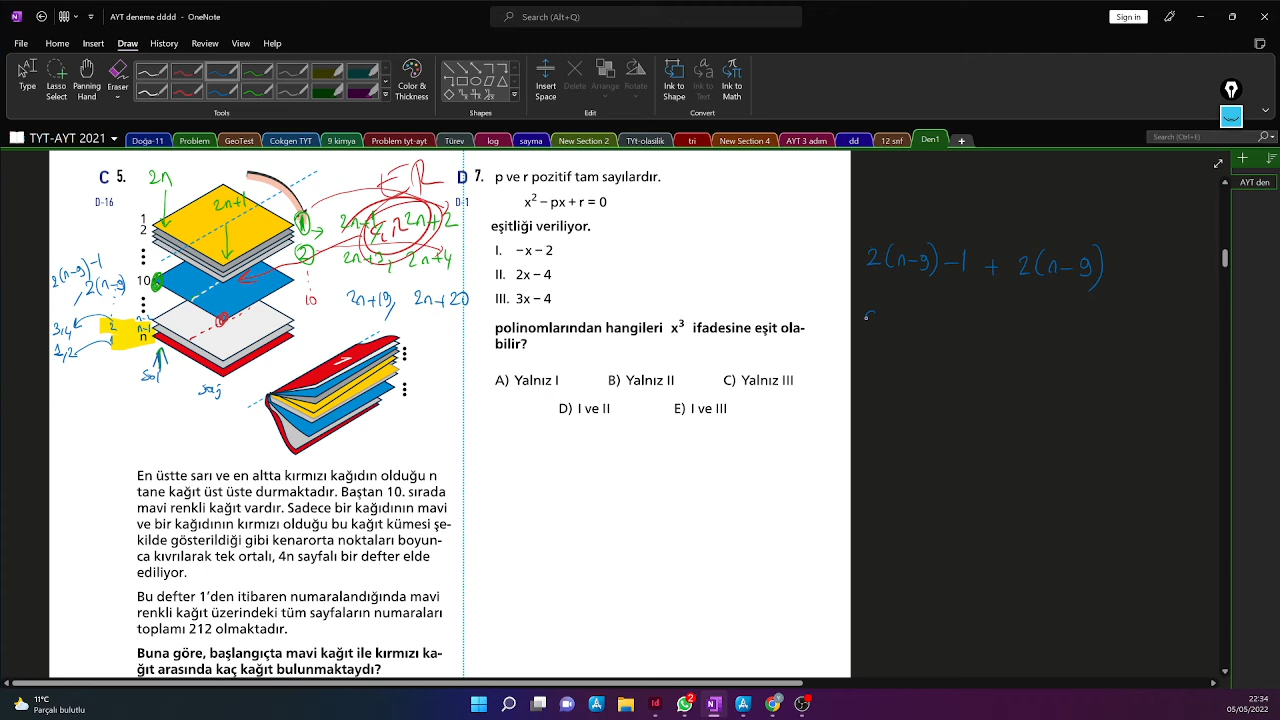 AYT deneme dddd - OneNote
Search (Alt+Q)
Sign in
File Home Insert Draw History Review View Help
Type
Lasso Select
Panning Hand
Eraser
Color & Thickness
Insert Space
Delete
Arrange
Rotate
Ink to Shape
Ink to Text
Ink to Math
Tools
Shapes
Edit
Convert
TYT-AYT 2021
Doğa-11
Problem
GeoTest
Cokgen TYT
9 kimya
Problem tyt-ayt
Türev
log
sayma
New Section 2
TYt-olasilik
tri
New Section 4
AYT 3 adım
dd
12 snf
Den1
Search (Ctrl+E)
AYT den
C 5.
D-16
2n
2n+1
1
2
10
n
1
2
10
2n+1 2n+2
2n+3, 2n+4
2n+19, 2n+20
2(n-9)-1
, 2(n-9)
3,4
1,2
2
1
n-1
sol
sağ
1
En üstte sarı ve en altta kırmızı kağıdın olduğu n
tane kağıt üst üste durmaktadır. Baştan 10. sırada
mavi renkli kağıt vardır. Sadece bir kağıdının mavi
ve bir kağıdının kırmızı olduğu bu kağıt kümesi şe-
kilde gösterildiği gibi kenarorta noktaları boyun-
ca kıvrılarak tek ortalı, 4n sayfalı bir defter elde
ediliyor.
Bu defter 1'den itibaren numaralandığında mavi
renkli kağıt üzerindeki tüm sayfaların numaraları
toplamı 212 olmaktadır.
Buna göre, başlangıçta mavi kağıt ile kırmızı ka-
ğıt arasında kaç kağıt bulunmaktaydı?
D 7.
D-1
p ve r pozitif tam sayılardır.
x² – px + r = 0
eşitliği veriliyor.
I. –x – 2
II. 2x – 4
III. 3x – 4
polinomlarından hangileri x³ ifadesine eşit ola-
bilir?
A) Yalnız I B) Yalnız II C) Yalnız III
D) I ve II E) I ve III
2(n-9)-1 + 2(n-9)
11°C
Parçalı bulutlu
2
22:34
05/05/2022